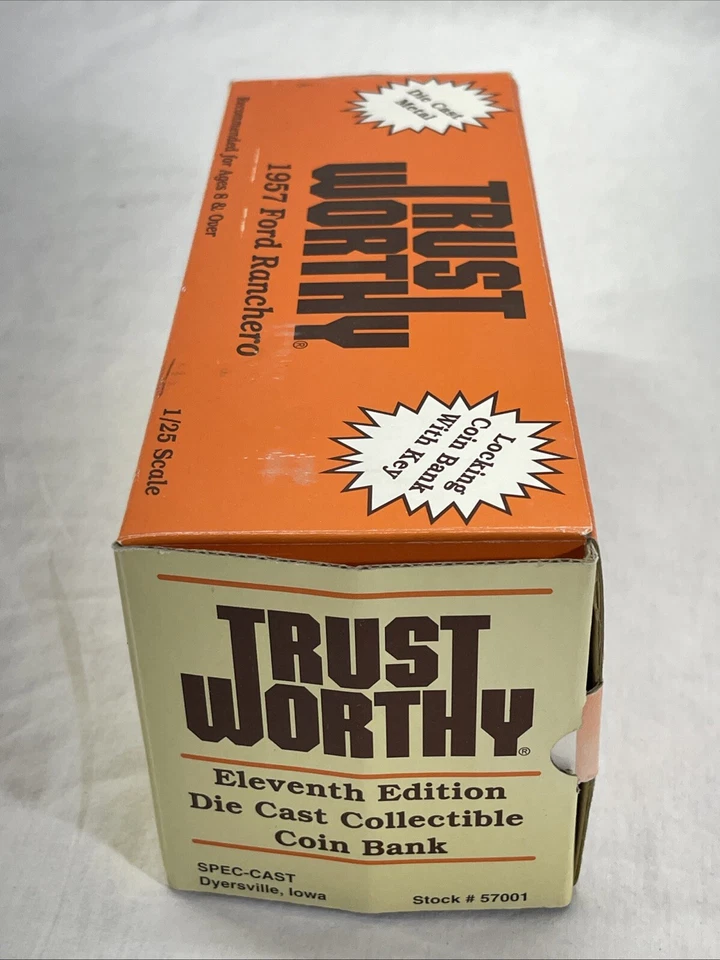 Die Cast
Metal
TRUST
WORTHY®
1957 Ford Ranchero
Recommended for Ages 8 & Over
1/25 Scale
Locking
Coin Bank
With Key
TRUST
WORTHY®
Eleventh Edition
Die Cast Collectible
Coin Bank
SPEC-CAST
Dyersville, Iowa
Stock # 57001